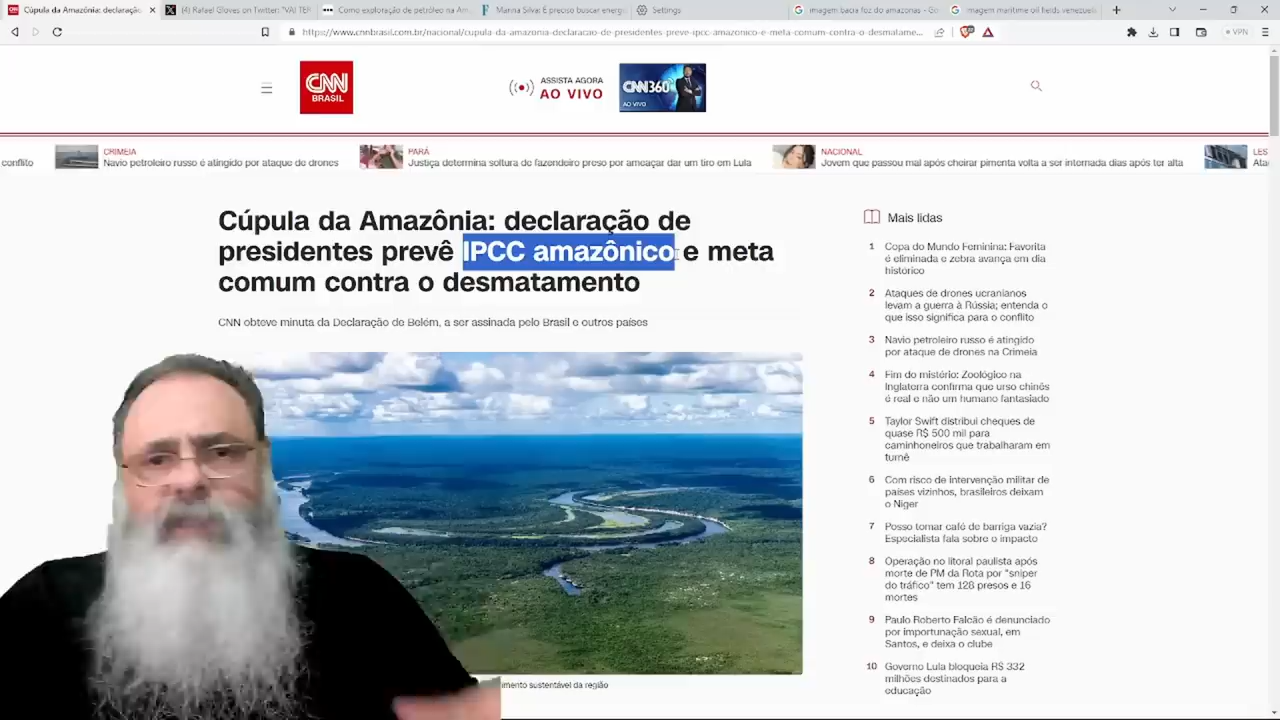 Cúpula da Amazônia: declaração
(4) Rafael Gloves on Twitter: "VAI TER
Como exploração de petróleo na Am
Marina Silva: É preciso buscar energ
Settings
imagem bacia foz do amazonas - Go
imagem maritime oil fields venezuel
https://www.cnnbrasil.com.br/nacional/cupula-da-amazonia-declaracao-de-presidentes-preve-ipcc-amazonico-e-meta-comum-contra-o-desmatame...
VPN
CNN
BRASIL
ASSISTA AGORA
AO VIVO
CNN360°
AO VIVO
conflito
CRIMEIA
Navio petroleiro russo é atingido por ataque de drones
PARÁ
Justiça determina soltura de fazendeiro preso por ameaçar dar um tiro em Lula
NACIONAL
Jovem que passou mal após cheirar pimenta volta a ser internada dias após ter alta
LES
Ata
Cúpula da Amazônia: declaração de
presidentes prevê IPCC amazônico e meta
comum contra o desmatamento
CNN obteve minuta da Declaração de Belém, a ser assinada pelo Brasil e outros países
imento sustentável da região
Mais lidas
1 Copa do Mundo Feminina: Favorita
é eliminada e zebra avança em dia
histórico
2 Ataques de drones ucranianos
levam a guerra à Rússia; entenda o
que isso significa para o conflito
3 Navio petroleiro russo é atingido
por ataque de drones na Crimeia
4 Fim do mistério: Zoológico na
Inglaterra confirma que urso chinês
é real e não um humano fantasiado
5 Taylor Swift distribui cheques de
quase R$ 500 mil para
caminhoneiros que trabalharam em
turnê
6 Com risco de intervenção militar de
países vizinhos, brasileiros deixam
o Níger
7 Posso tomar café de barriga vazia?
Especialista fala sobre o impacto
8 Operação no litoral paulista após
morte de PM da Rota por "sniper
do tráfico" tem 128 presos e 16
mortes
9 Paulo Roberto Falcão é denunciado
por importunação sexual, em
Santos, e deixa o clube
10 Governo Lula bloqueia R$ 332
milhões destinados para a
educação